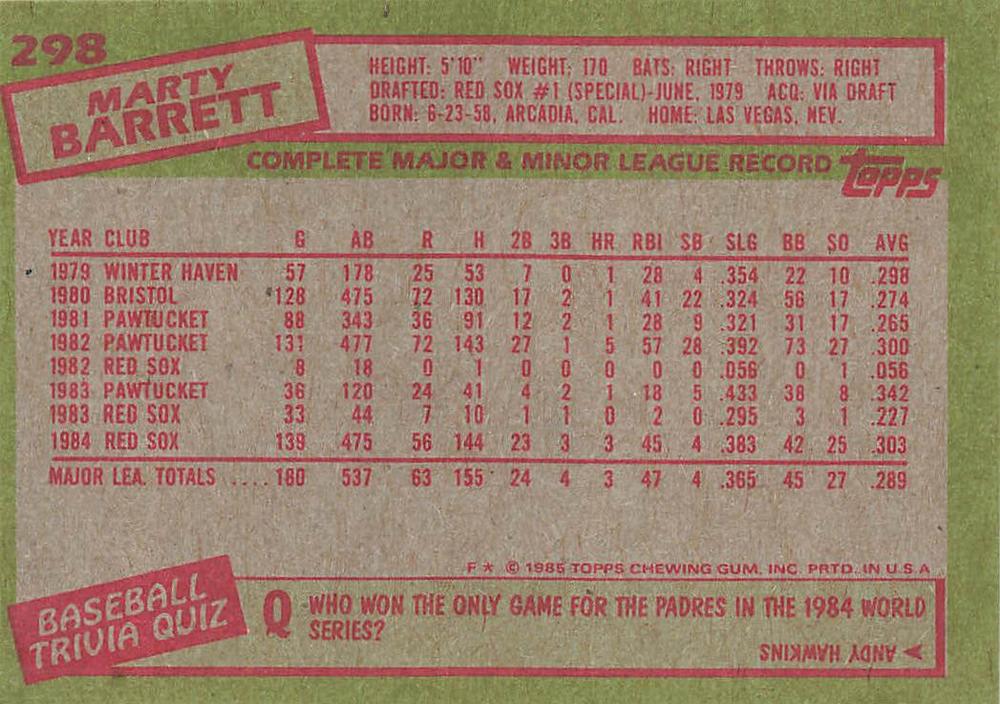 298
MARTY
BARRETT
HEIGHT: 5'10" WEIGHT: 170 BATS: RIGHT THROWS: RIGHT
DRAFTED: RED SOX #1 (SPECIAL)-JUNE, 1979 ACQ: VIA DRAFT
BORN: 6-23-58, ARCADIA, CAL. HOME: LAS VEGAS, NEV.
COMPLETE MAJOR & MINOR LEAGUE RECORD topps
YEAR CLUB G AB R H 2B 3B HR RBI SB SLG BB SO AVG
1979 WINTER HAVEN 57 178 25 53 7 0 1 28 4 .354 22 10 .298
1980 BRISTOL *128 475 72 130 17 2 1 41 22 .324 56 17 .274
1981 PAWTUCKET 88 343 36 91 12 2 1 28 9 .321 31 17 .265
1982 PAWTUCKET 131 477 72 143 27 1 5 57 28 .392 73 27 .300
1982 RED SOX 8 18 0 1 0 0 0 0 0 .056 0 1 .056
1983 PAWTUCKET 36 120 24 41 4 2 1 18 5 .433 38 8 .342
1983 RED SOX 33 44 7 10 1 1 0 2 0 .295 3 1 .227
1984 RED SOX 139 475 56 144 23 3 3 45 4 .383 42 25 .303
MAJOR LEA. TOTALS .... 180 537 63 155 24 4 3 47 4 .365 45 27 .289
F* © 1985 TOPPS CHEWING GUM, INC. PRTD. IN U.S.A
BASEBALL
TRIVIA QUIZ
Q WHO WON THE ONLY GAME FOR THE PADRES IN THE 1984 WORLD
SERIES?
ANDY HAWKINS